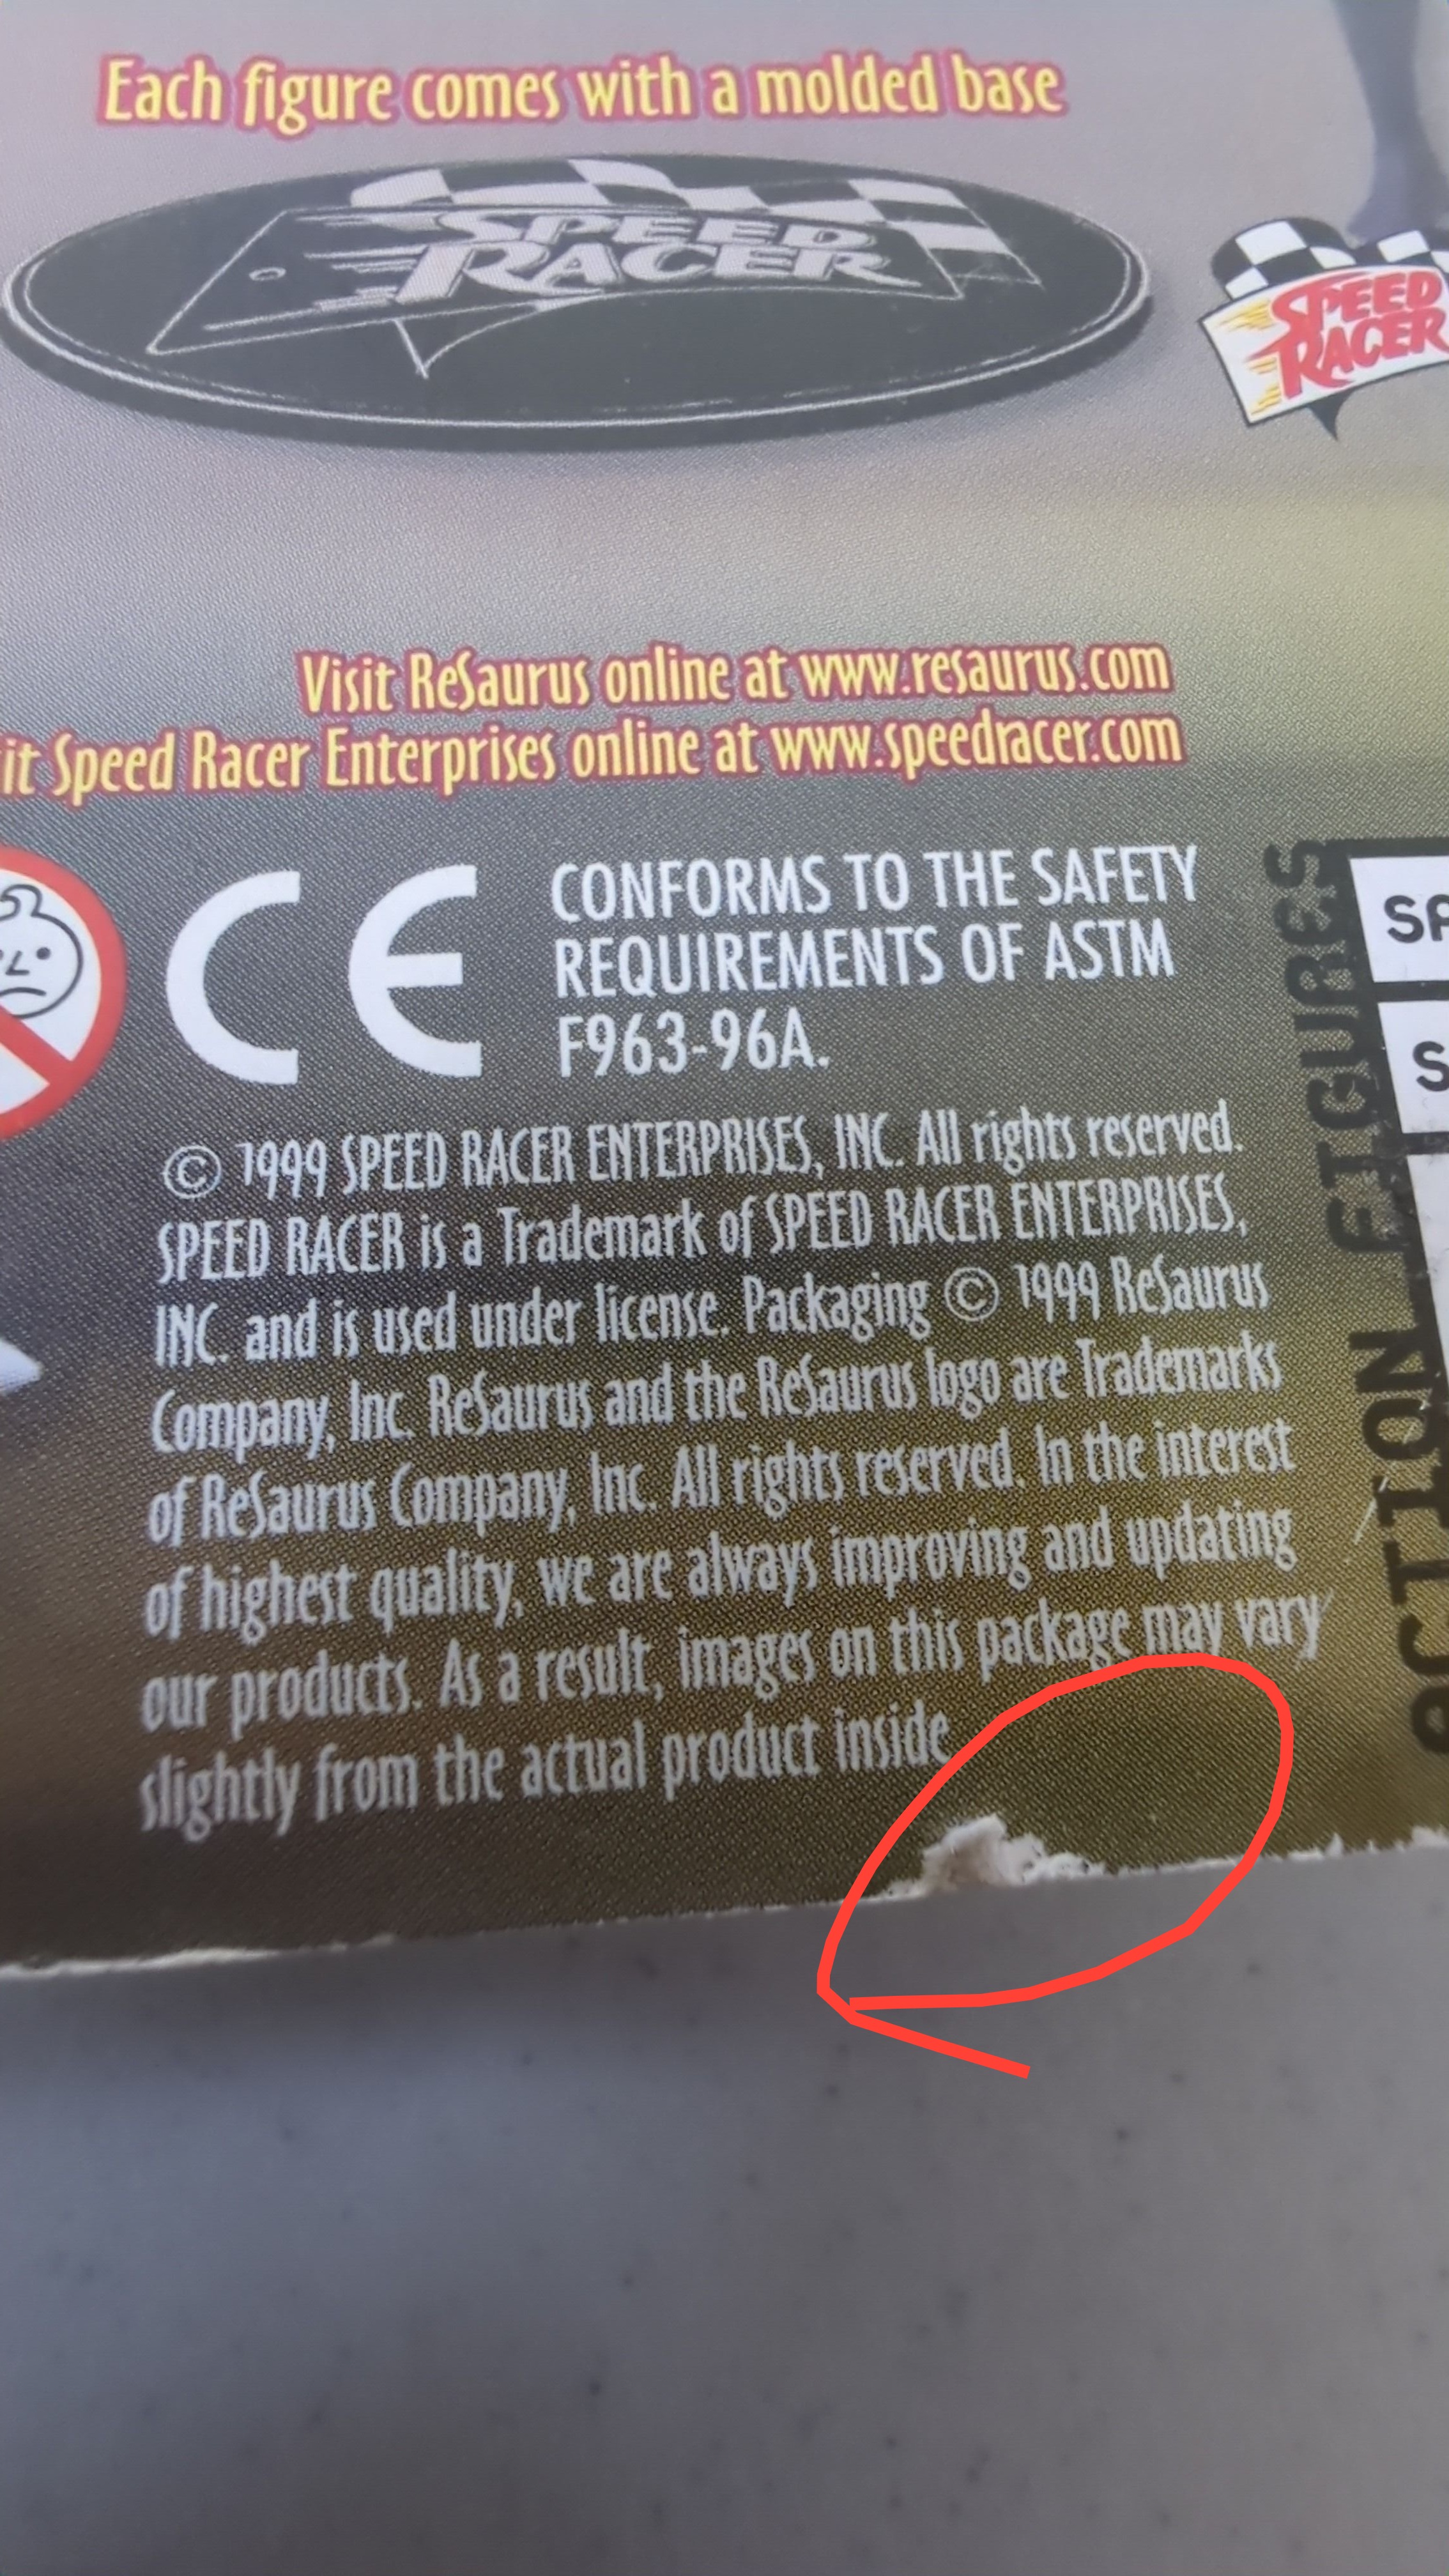 Each figure comes with a molded base
SPEED
RACER
SPEED
RACER
Visit ReSaurus online at www.resaurus.com
Speed Racer Enterprises online at www.speedracer.com
CE
CONFORMS TO THE SAFETY
REQUIREMENTS OF ASTM
F963-96A.
© 1999 SPEED RACER ENTERPRISES, INC. All rights reserved.
SPEED RACER is a Trademark of SPEED RACER ENTERPRISES,
INC. and is used under license. Packaging © 1999 ReSaurus
Company, Inc. ReSaurus and the ReSaurus logo are Trademarks
of ReSaurus Company, Inc. All rights reserved. In the interest
of highest quality, we are always improving and updating
our products. As a result, images on this package may vary
slightly from the actual product inside
ACTION FIGURES